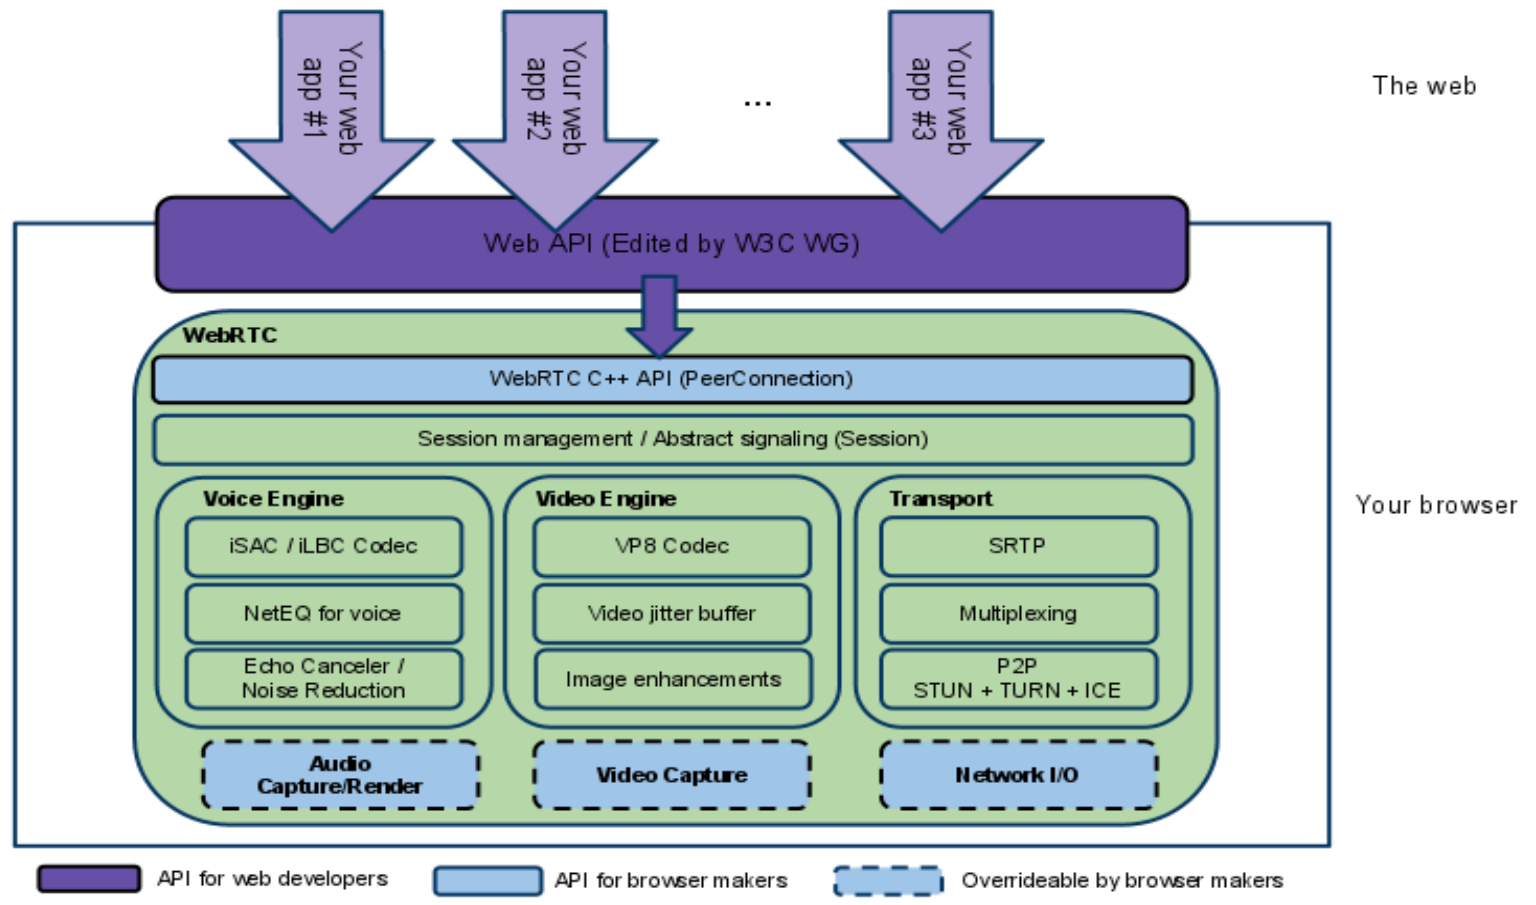 Your web
app #1
Your web
app #2
...
Your web
app #3
The web
Web API (Edited by W3C WG)
WebRTC
WebRTC C++ API (PeerConnection)
Session management / Abstract signaling (Session)
Your browser
Voice Engine
iSAC / iLBC Codec
NetEQ for voice
Echo Canceler /
Noise Reduction
Video Engine
VP8 Codec
Video jitter buffer
Image enhancements
Transport
SRTP
Multiplexing
P2P
STUN + TURN + ICE
Audio
Capture/Render
Video Capture
Network I/O
API for web developers
API for browser makers
Overrideable by browser makers